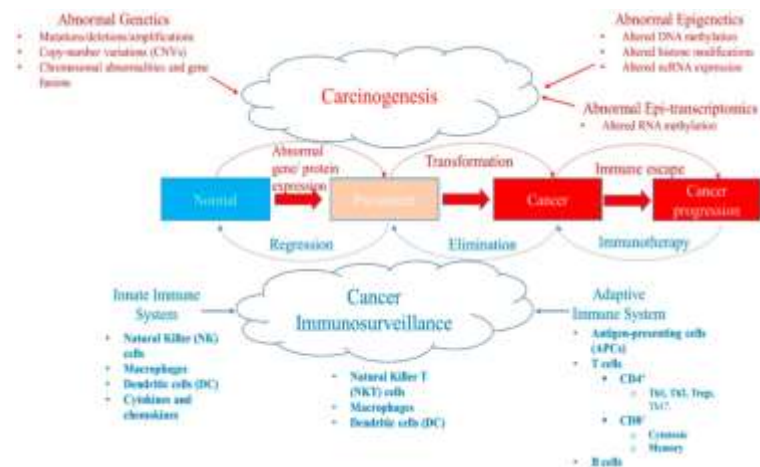 Abnormal Genetics
• Mutations/deletions/amplifications
• Copy-number variations (CNVs)
• Chromosomal abnormalities and gene
fusions
Abnormal Epigenetics
• Altered DNA methylation
• Altered histone modifications
• Altered ncRNA expression
Carcinogenesis
Abnormal Epi-transcriptomics
• Altered RNA methylation
Abnormal
gene/ protein
expression
Transformation
Immune escape
Normal
Cancer
Cancer
progression
Regression
Elimination
Immunotherapy
Innate Immune
System
• Natural Killer (NK)
cells
• Macrophages
• Dendritic cells (DC)
• Cytokines and
chemokines
Cancer
Immunosurveillance
• Natural Killer T
(NKT) cells
• Macrophages
• Dendritic cells (DC)
Adaptive
Immune System
• Antigen-presenting cells
(APCs)
• T cells
• CD4+
o Th1, Th2, Tregs,
Th17
• CD8+
o Cytotoxic
o Memory
• B cells